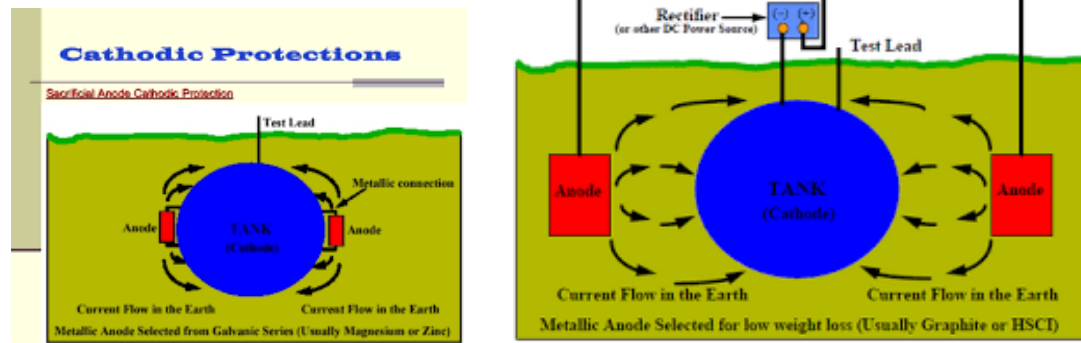 Cathodic Protections
Sacrificial Anode Cathodic Protection
Test Lead
Metallic connection
Anode
TANK
(Cathode)
Anode
Current Flow in the Earth
Current Flow in the Earth
Metallic Anode Selected from Galvanic Series (Usually Magnesium or Zinc)
Rectifier
(or other DC Power Source)
(-) (+)
Test Lead
Anode
TANK
(Cathode)
Anode
Current Flow in the Earth
Current Flow in the Earth
Metallic Anode Selected for low weight loss (Usually Graphite or HSCI)